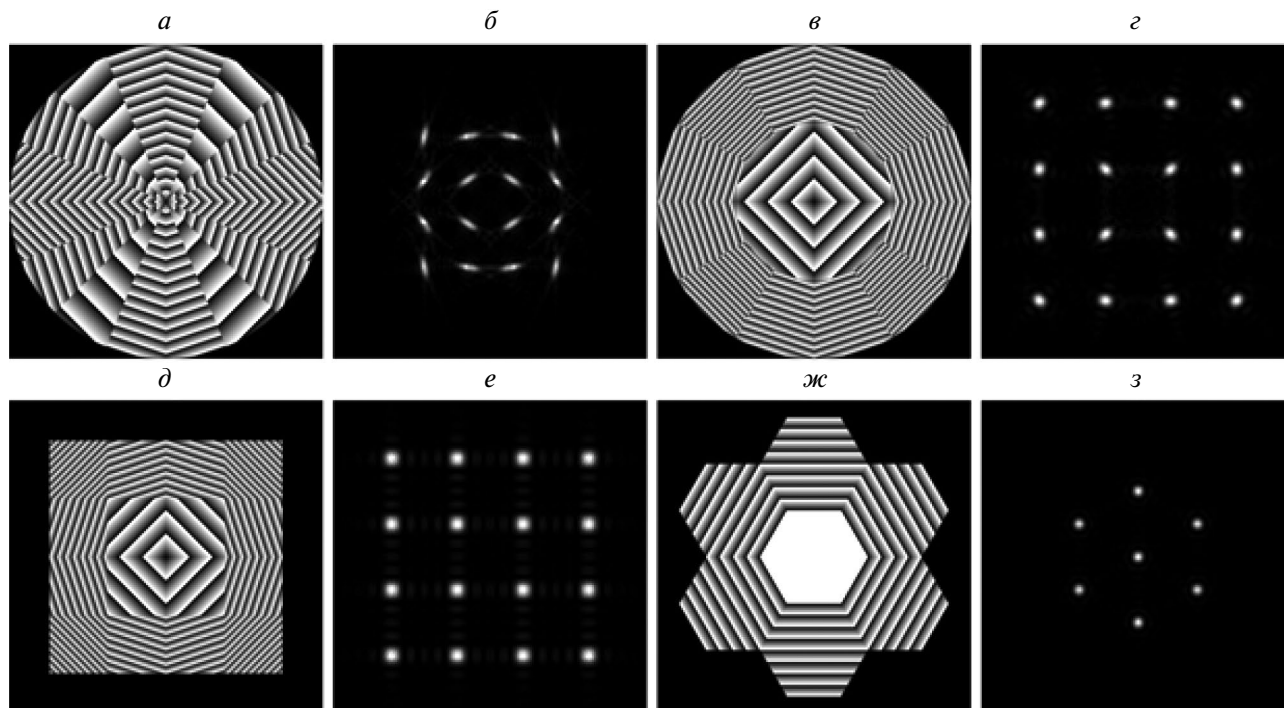 а б в г
д е ж з